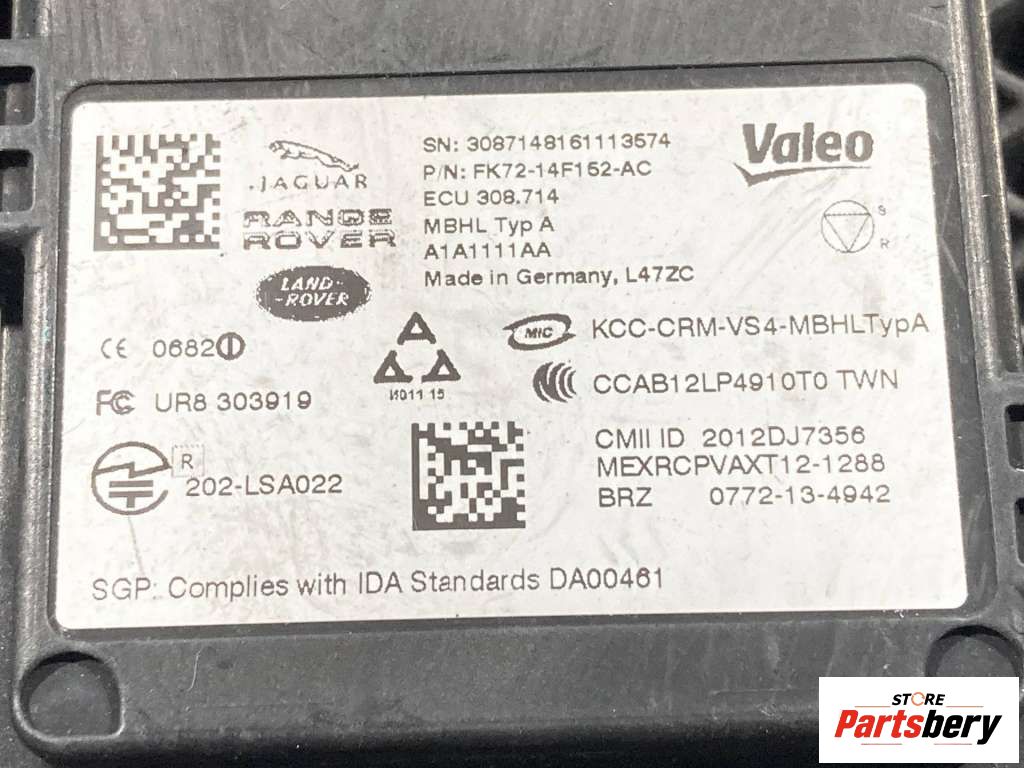 JAGUAR
RANGE
ROVER
LAND-
-ROVER
SN: 3087148161113574
P/N: FK72-14F152-AC
ECU 308.714
MBHL Typ A
A1A1111AA
Made in Germany, L47ZC
Valeo
S
R
CE 0682
FC UR8 303919
R
202-LSA022
A
И011 15
MIC KCC-CRM-VS4-MBHLTypA
CCAB12LP4910T0 TWN
CMII ID 2012DJ7356
MEXRCPVAXT12-1288
BRZ 0772-13-4942
SGP: Complies with IDA Standards DA00461
STORE
Partsbery